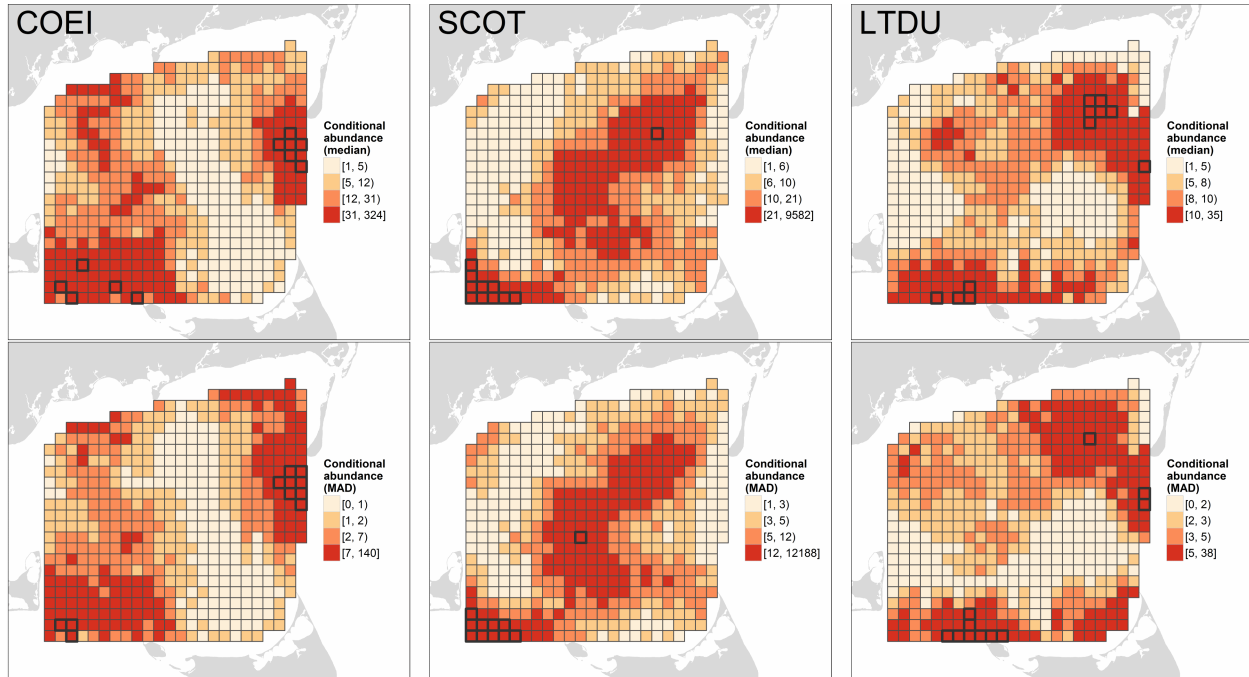 COEI
Conditional
abundance
(median)
[1, 5)
[5, 12)
[12, 31)
[31, 324]
SCOT
Conditional
abundance
(median)
[1, 6)
[6, 10)
[10, 21)
[21, 9582]
LTDU
Conditional
abundance
(median)
[1, 5)
[5, 8)
[8, 10)
[10, 35]
Conditional
abundance
(MAD)
[0, 1)
[1, 2)
[2, 7)
[7, 140]
Conditional
abundance
(MAD)
[1, 3)
[3, 5)
[5, 12)
[12, 12188]
Conditional
abundance
(MAD)
[0, 2)
[2, 3)
[3, 5)
[5, 38]